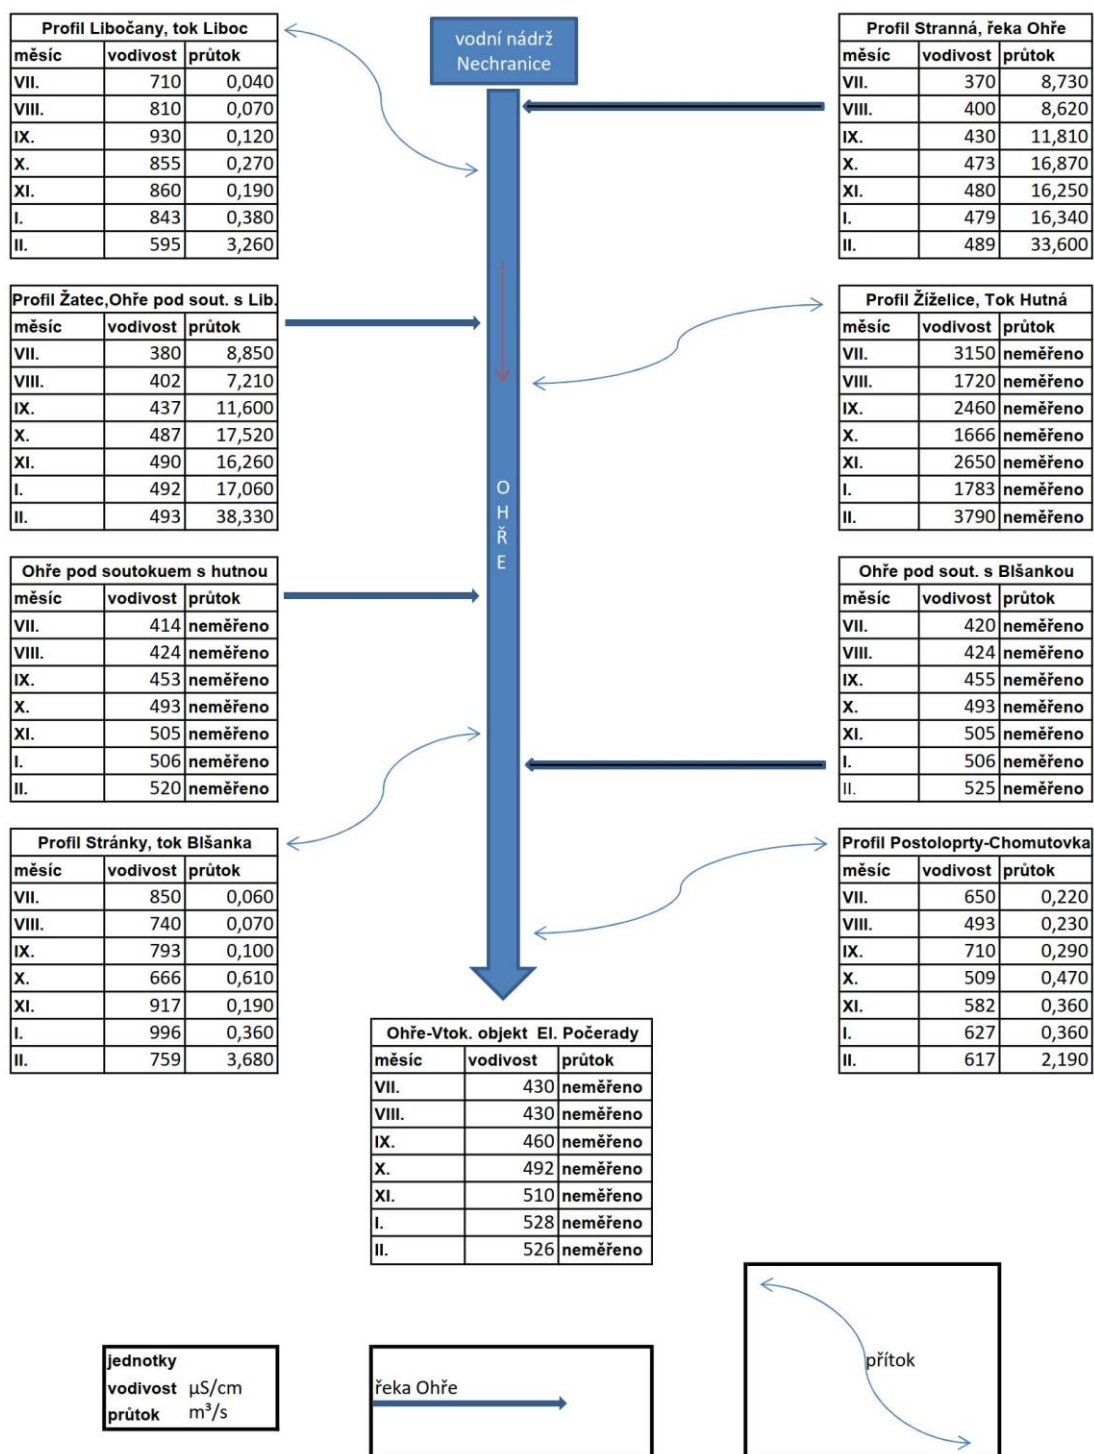 Profil Libočany, tok Liboc
měsíc vodivost průtok
VII. 710 0,040
VIII. 810 0,070
IX. 930 0,120
X. 855 0,270
XI. 860 0,190
I. 843 0,380
II. 595 3,260
vodní nádrž
Nechranice
Profil Stranná, řeka Ohře
měsíc vodivost průtok
VII. 370 8,730
VIII. 400 8,620
IX. 430 11,810
X. 473 16,870
XI. 480 16,250
I. 479 16,340
II. 489 33,600
Profil Žatec,Ohře pod sout. s Lib.
měsíc vodivost průtok
VII. 380 8,850
VIII. 402 7,210
IX. 437 11,600
X. 487 17,520
XI. 490 16,260
I. 492 17,060
II. 493 38,330
Profil Žíželice, Tok Hutná
měsíc vodivost průtok
VII. 3150 neměřeno
VIII. 1720 neměřeno
IX. 2460 neměřeno
X. 1666 neměřeno
XI. 2650 neměřeno
I. 1783 neměřeno
II. 3790 neměřeno
O
H
Ř
E
Ohře pod soutokuem s hutnou
měsíc vodivost průtok
VII. 414 neměřeno
VIII. 424 neměřeno
IX. 453 neměřeno
X. 493 neměřeno
XI. 505 neměřeno
I. 506 neměřeno
II. 520 neměřeno
Ohře pod sout. s Blšankou
měsíc vodivost průtok
VII. 420 neměřeno
VIII. 424 neměřeno
IX. 455 neměřeno
X. 493 neměřeno
XI. 505 neměřeno
I. 506 neměřeno
II. 525 neměřeno
Profil Stránky, tok Blšanka
měsíc vodivost průtok
VII. 850 0,060
VIII. 740 0,070
IX. 793 0,100
X. 666 0,610
XI. 917 0,190
I. 996 0,360
II. 759 3,680
Profil Postoloprty-Chomutovka
měsíc vodivost průtok
VII. 650 0,220
VIII. 493 0,230
IX. 710 0,290
X. 509 0,470
XI. 582 0,360
I. 627 0,360
II. 617 2,190
Ohře-Vtok. objekt El. Počerady
měsíc vodivost průtok
VII. 430 neměřeno
VIII. 430 neměřeno
IX. 460 neměřeno
X. 492 neměřeno
XI. 510 neměřeno
I. 528 neměřeno
II. 526 neměřeno
jednotky
vodivost µS/cm
průtok m³/s
řeka Ohře
přítok